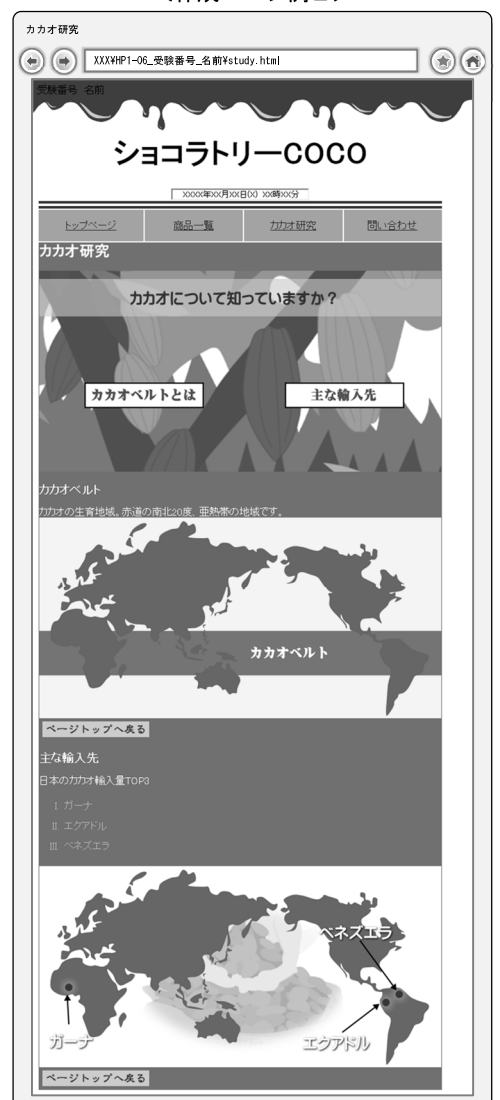 カカオ研究
XXX¥HP1-06_受験番号_名前¥study.html
受験番号 名前
ショコラトリーCOCO
xxxx年xx月xx日(x) xx時xx分
トップページ 商品一覧 カカオ研究 問い合わせ
カカオ研究
カカオについて知っていますか?
カカオベルトとは 主な輸入先
カカオベルト
カカオの生育地域。赤道の南北20度、亜熱帯の地域です。
カカオベルト
ページトップへ戻る
主な輸入先
日本のカカオ輸入量TOP3
Ⅰ ガーナ
Ⅱ エクアドル
Ⅲ ベネズエラ
ベネズエラ
ガーナ エクアドル
ページトップへ戻る